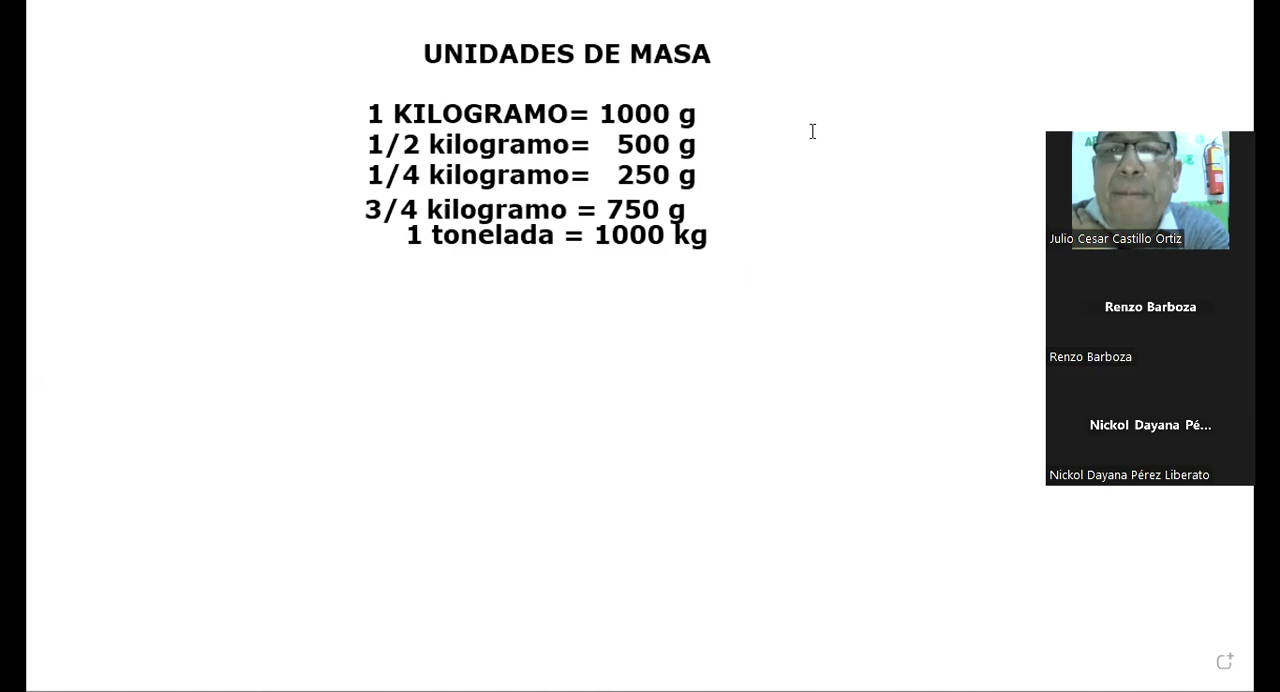 UNIDADES DE MASA
1 KILOGRAMO= 1000 g
1/2 kilogramo= 500 g
1/4 kilogramo= 250 g
3/4 kilogramo = 750 g
1 tonelada = 1000 kg
Julio Cesar Castillo Ortiz
Renzo Barboza
Renzo Barboza
Nickol Dayana Pé...
Nickol Dayana Pérez Liberato